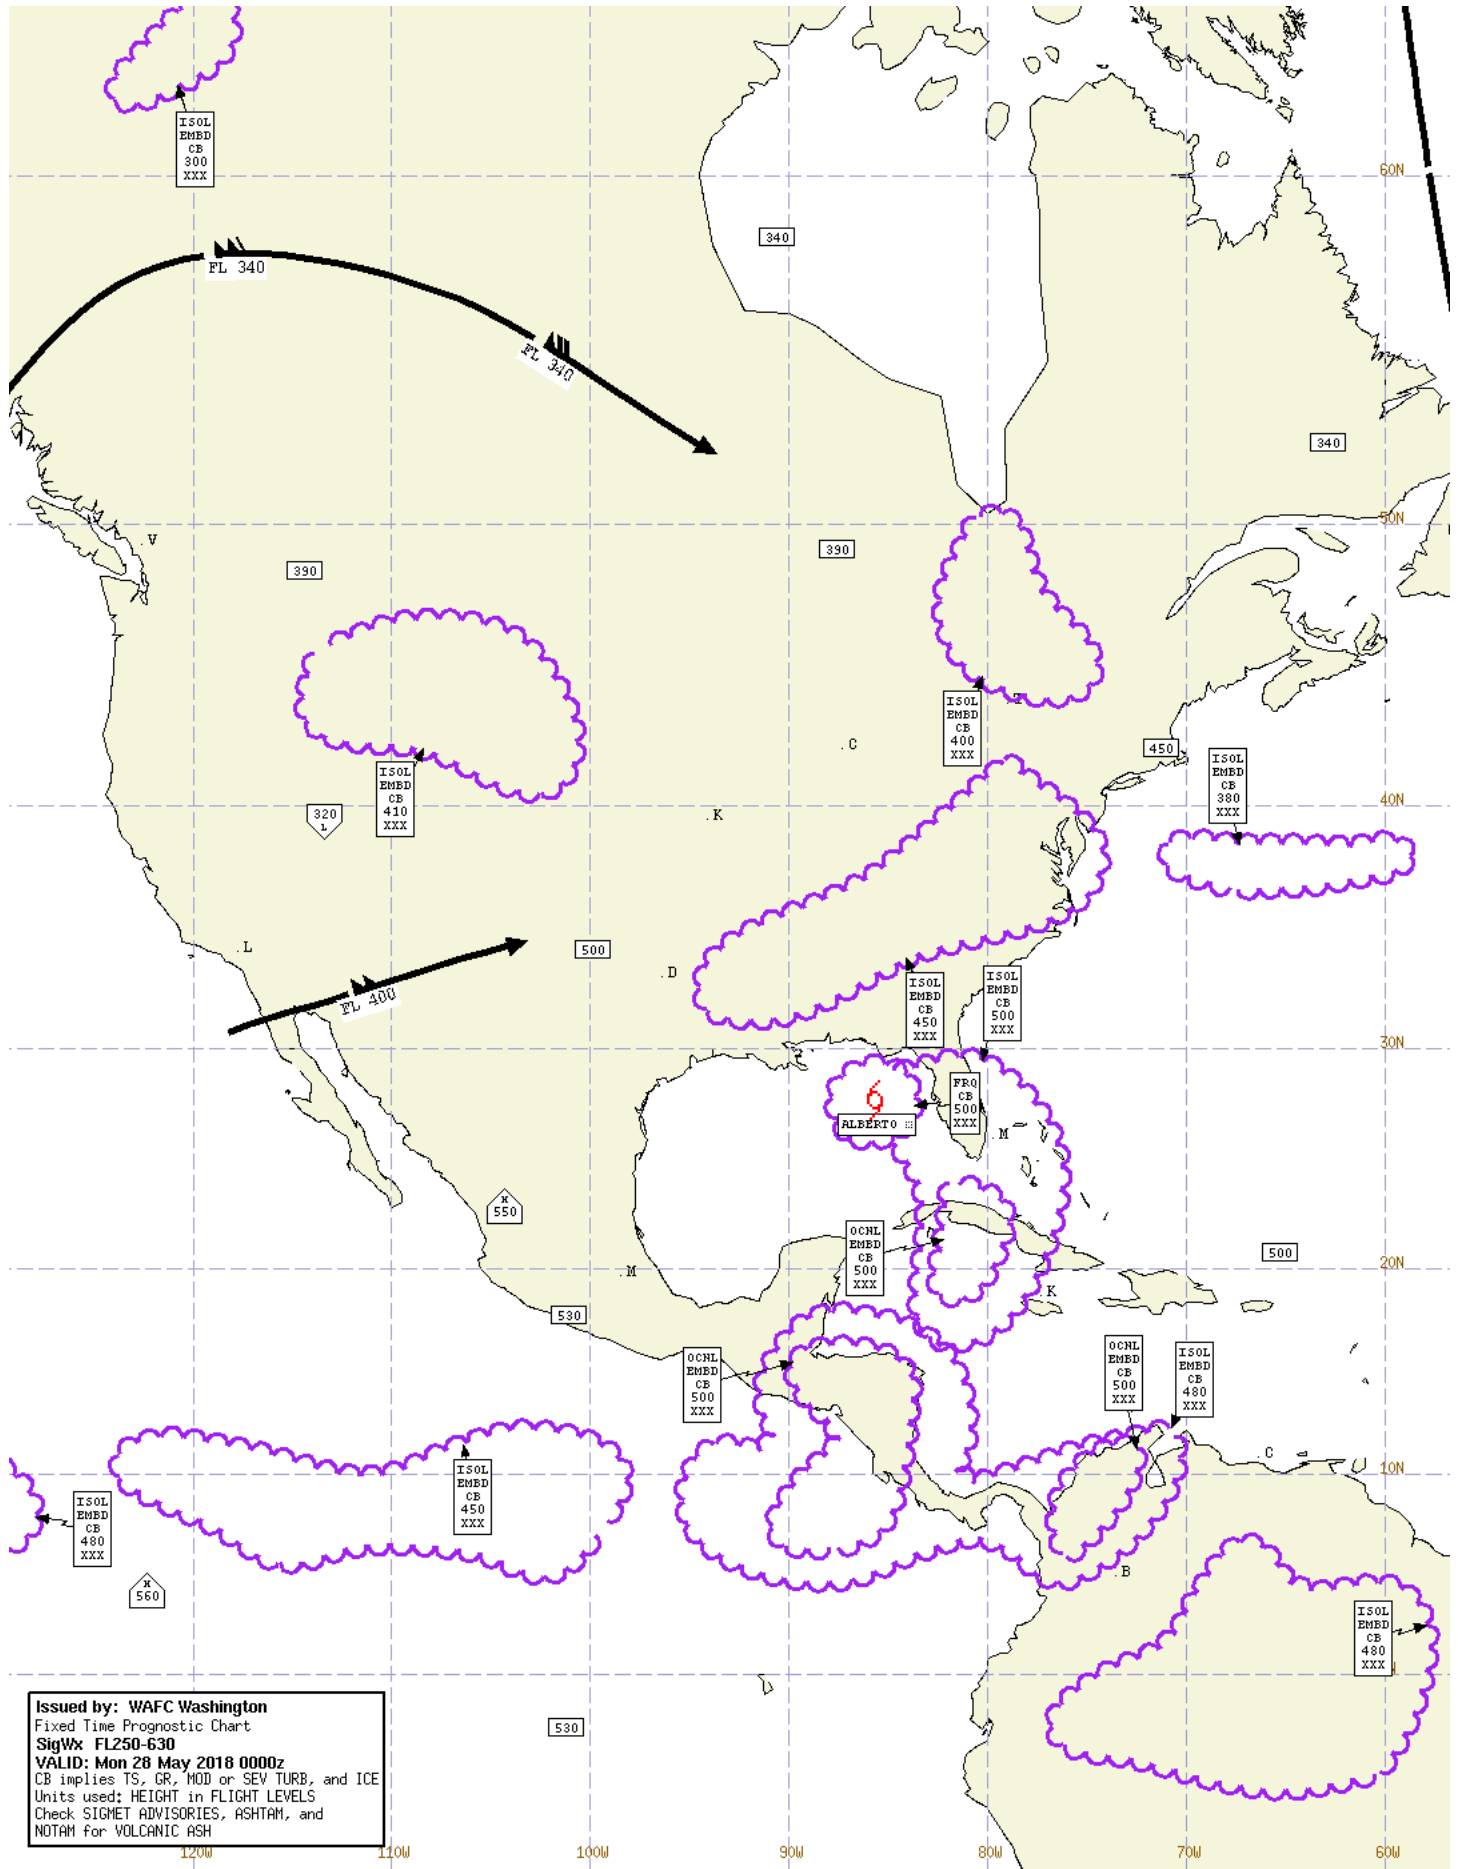 ISOL
EMBD
CB
300
XXX
60N
340
FL 340
FL 340
340
50N
V
390
390
ISOL
EMBD
CB
400
XXX
T
C
450
ISOL
EMBD
CB
380
XXX
ISOL
EMBD
CB
410
XXX
320
L
K
40N
L
500
D
FL 400
ISOL
EMBD
CB
450
XXX
ISOL
EMBD
CB
500
XXX
30N
FRQ
CB
500
XXX
ALBERTO
M
H
550
OCNL
EMBD
CB
500
XXX
500
20N
M
K
530
OCNL
EMBD
CB
500
XXX
OCNL
EMBD
CB
500
XXX
ISOL
EMBD
CB
480
XXX
C
10N
ISOL
EMBD
CB
450
XXX
ISOL
EMBD
CB
480
XXX
H
560
B
ISOL
EMBD
CB
480
XXX
530
Issued by: WAFC Washington
Fixed Time Prognostic Chart
SigWx FL250-630
VALID: Mon 28 May 2018 0000z
CB implies TS, GR, MOD or SEV TURB, and ICE
Units used: HEIGHT in FLIGHT LEVELS
Check SIGMET ADVISORIES, ASHTAM, and
NOTAM for VOLCANIC ASH
120W 110W 100W 90W 80W 70W 60W